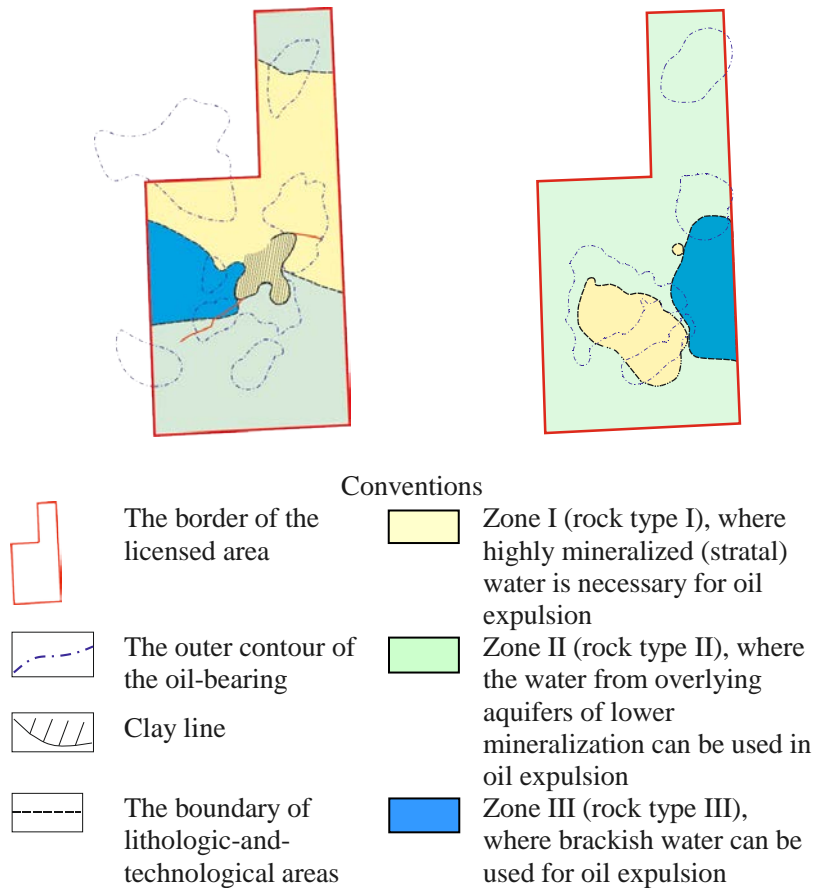 Conventions
The border of the
licensed area
The outer contour of
the oil-bearing
Clay line
The boundary of
lithologic-and-
technological areas
Zone I (rock type I), where
highly mineralized (stratal)
water is necessary for oil
expulsion
Zone II (rock type II), where
the water from overlying
aquifers of lower
mineralization can be used in
oil expulsion
Zone III (rock type III),
where brackish water can be
used for oil expulsion